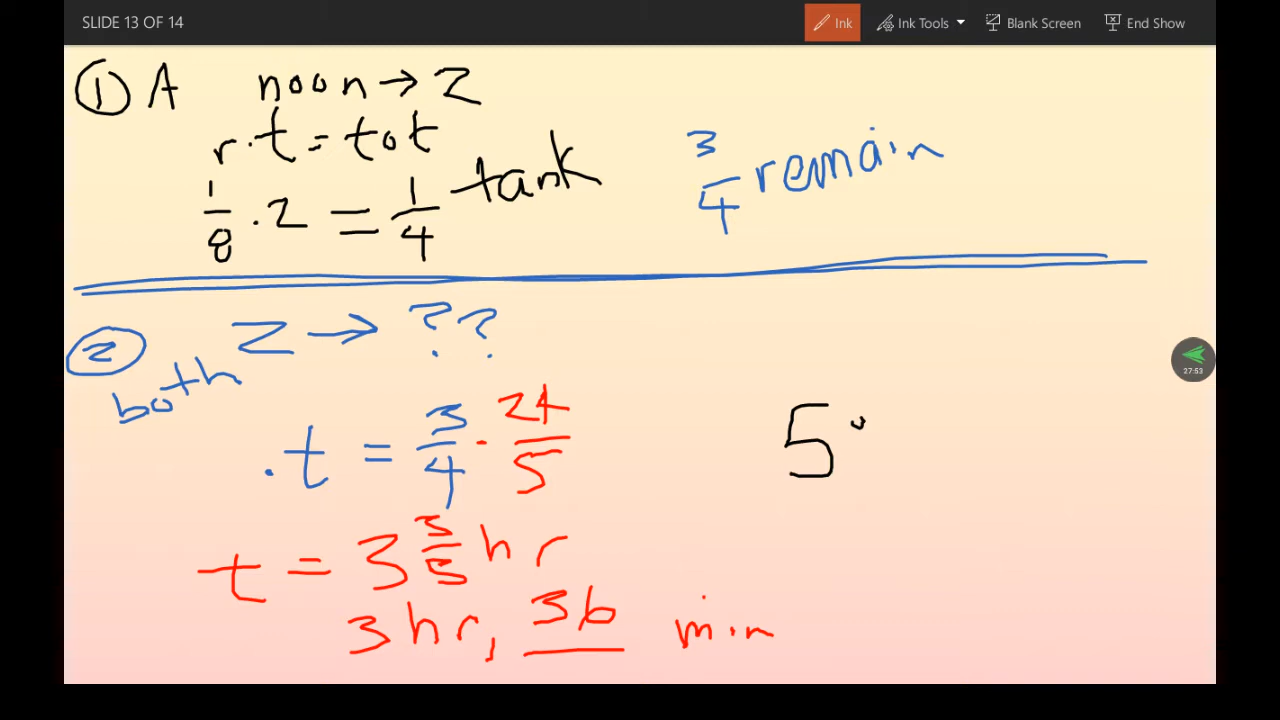 SLIDE 13 OF 14
Ink
Ink Tools
Blank Screen
End Show
① A noon → 2
r·t = tot
1/8 · 2 = 1/4 tank
3/4 remain
② both 2 → ??
·t = 3/4 · 24/5
5:
t = 3 3/5 hr
3 hr, 36 min
27:53